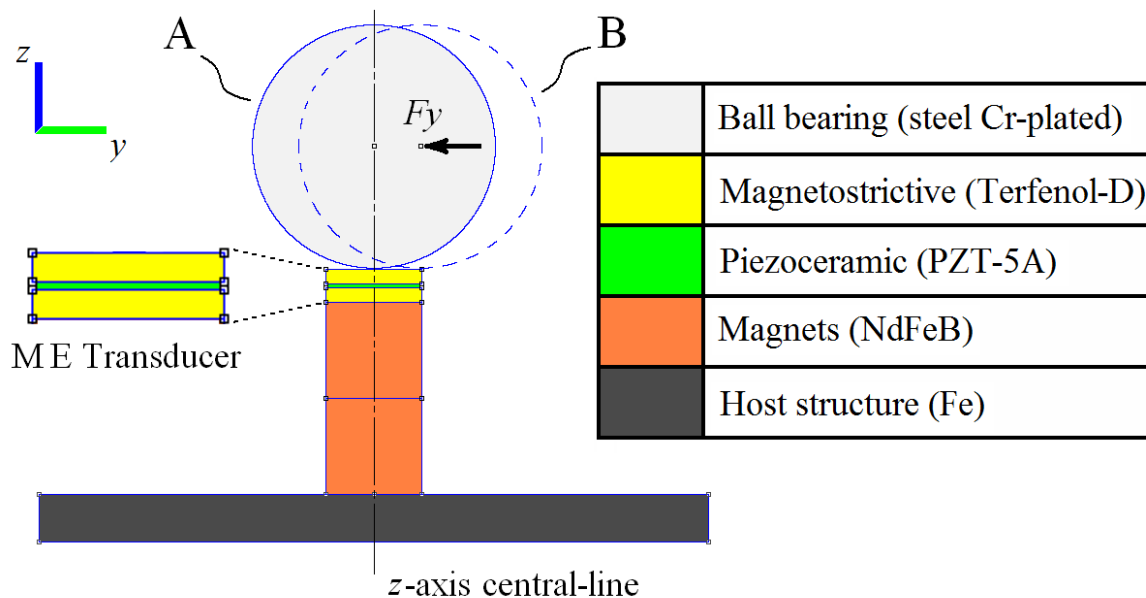 A
B
z
y
Fy
Ball bearing (steel Cr-plated)
Magnetostrictive (Terfenol-D)
Piezoceramic (PZT-5A)
Magnets (NdFeB)
Host structure (Fe)
ME Transducer
z-axis central-line